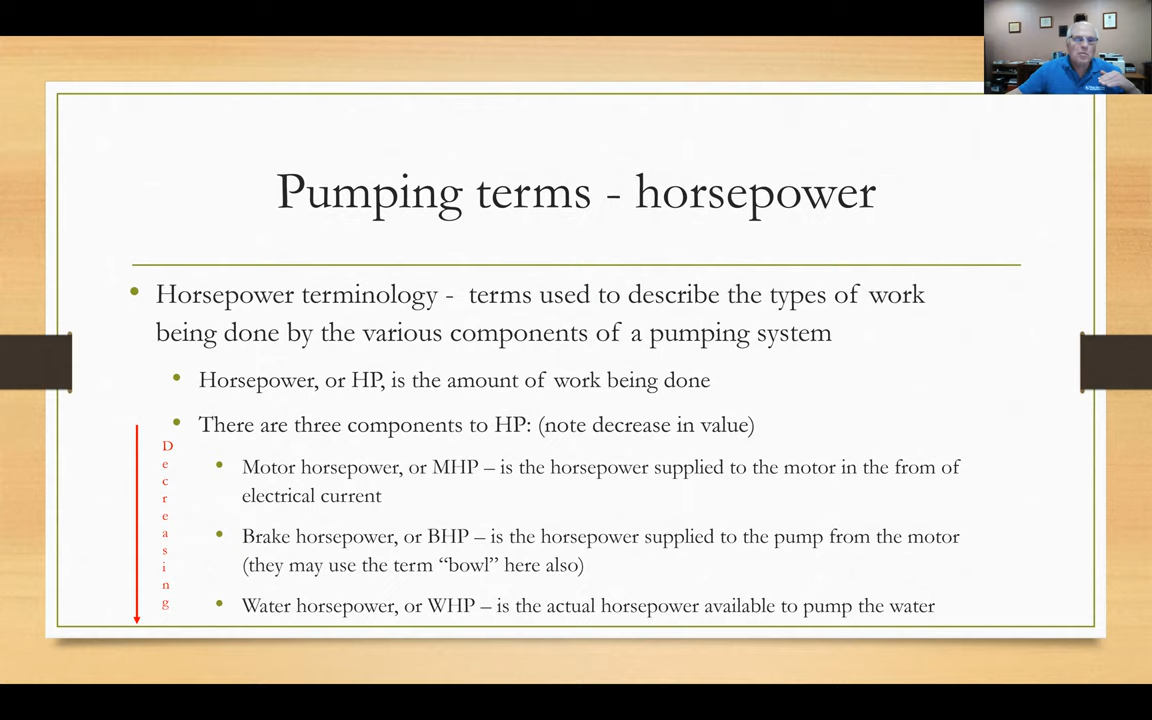 Pumping terms - horsepower
Horsepower terminology -  terms used to describe the types of work
being done by the various components of a pumping system
Horsepower, or HP, is the amount of work being done
There are three components to HP: (note decrease in value)
Decreasing
Motor horsepower, or MHP – is the horsepower supplied to the motor in the from of
electrical current
Brake horsepower, or BHP – is the horsepower supplied to the pump from the motor
(they may use the term “bowl” here also)
Water horsepower, or WHP – is the actual horsepower available to pump the water